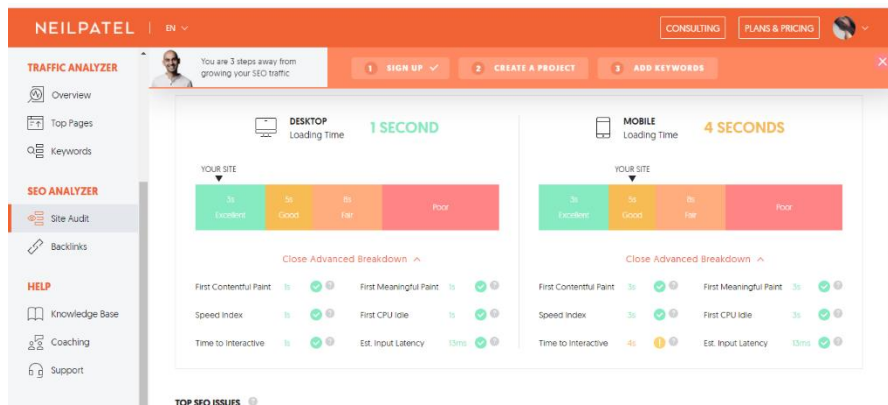 NEILPATEL | EN
CONSULTING PLANS & PRICING
TRAFFIC ANALYZER
Overview
Top Pages
Keywords
SEO ANALYZER
Site Audit
Backlinks
HELP
Knowledge Base
Coaching
Support
You are 3 steps away from
growing your SEO traffic
1 SIGN UP 2 CREATE A PROJECT 3 ADD KEYWORDS
DESKTOP
Loading Time
1 SECOND
YOUR SITE
3s 5s 8s
Excellent Good Fair Poor
Close Advanced Breakdown
First Contentful Paint 1s First Meaningful Paint 1s
Speed Index 1s First CPU Idle 1s
Time to Interactive 1s Est. Input Latency 13ms
MOBILE
Loading Time
4 SECONDS
YOUR SITE
3s 5s 8s
Excellent Good Fair Poor
Close Advanced Breakdown
First Contentful Paint 3s First Meaningful Paint 3s
Speed Index 3s First CPU Idle 3s
Time to Interactive 4s Est. Input Latency 13ms
TOP SEO ISSUES